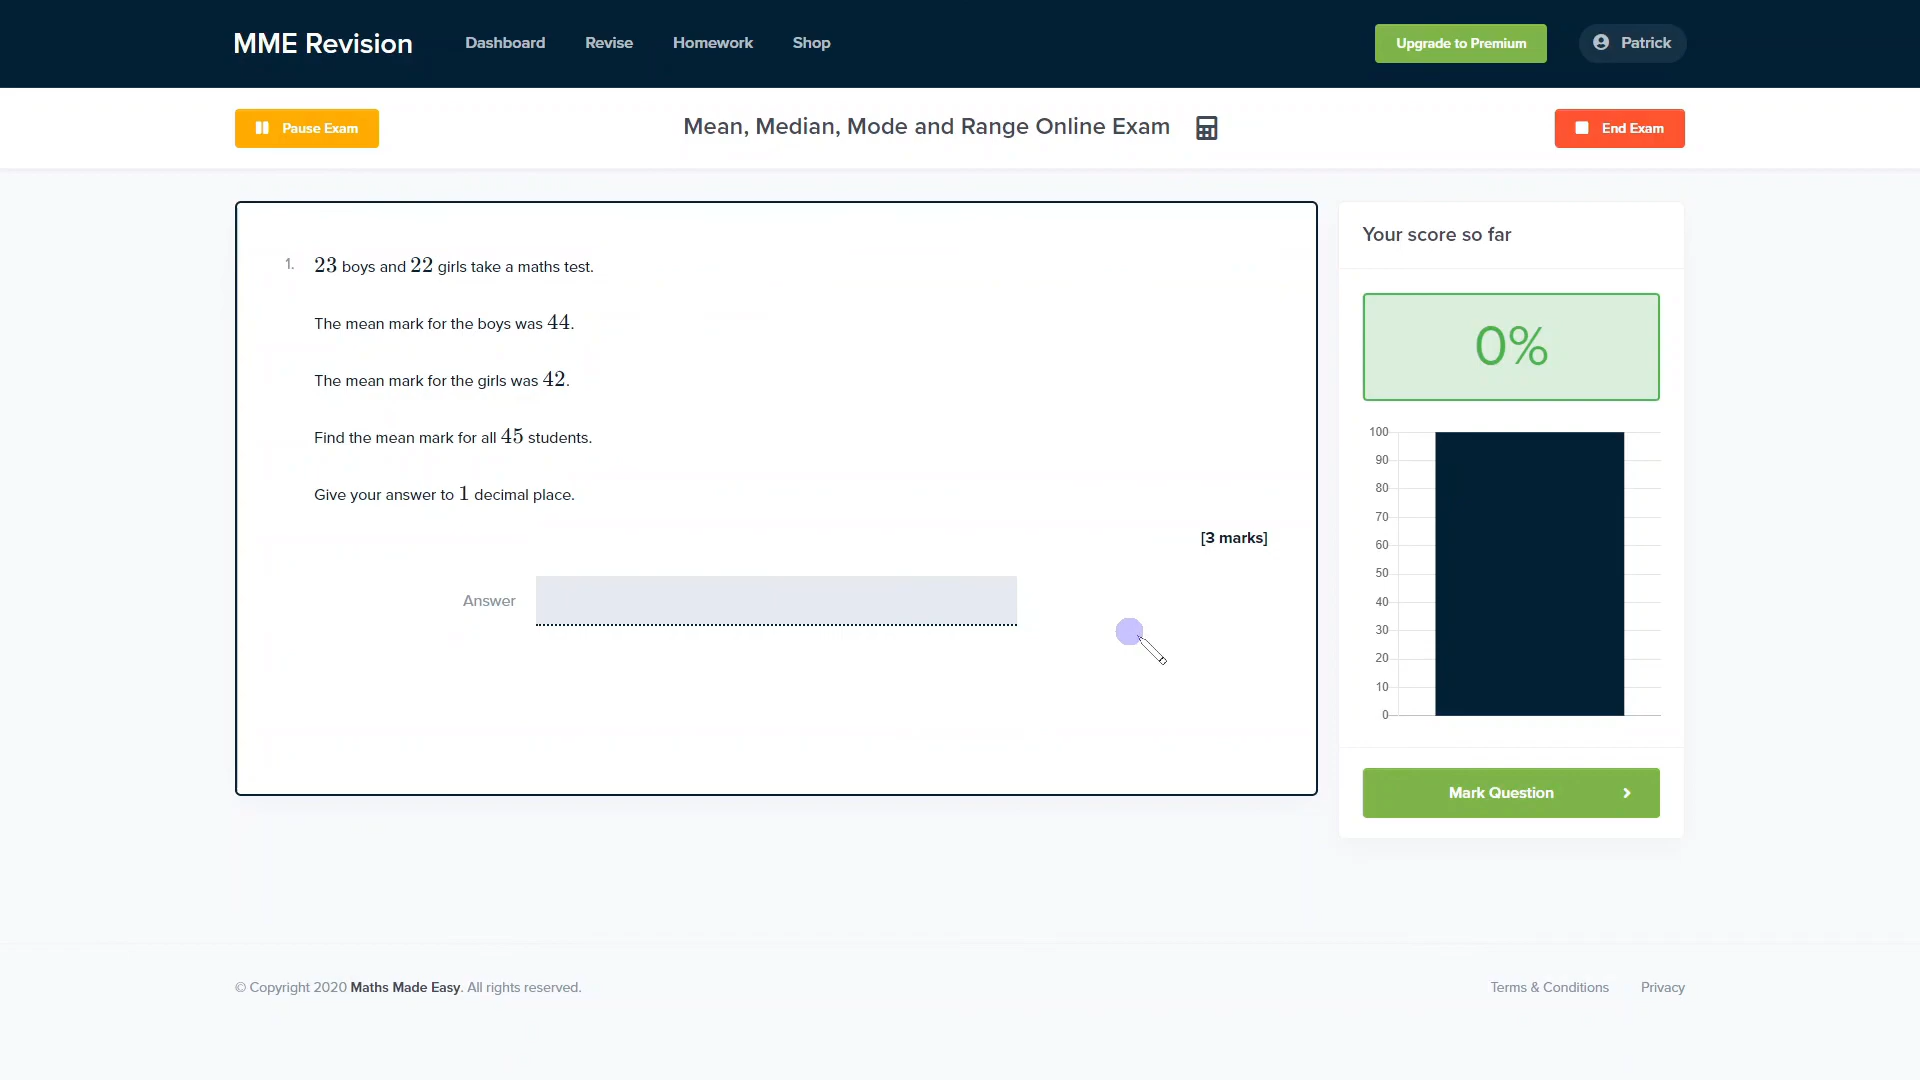 MME Revision Dashboard Revise Homework Shop Upgrade to Premium Patrick
Pause Exam Mean, Median, Mode and Range Online Exam End Exam
1. 23 boys and 22 girls take a maths test.
The mean mark for the boys was 44.
The mean mark for the girls was 42.
Find the mean mark for all 45 students.
Give your answer to 1 decimal place.
[3 marks]
Answer
Your score so far
0%
100
90
80
70
60
50
40
30
20
10
0
Mark Question
© Copyright 2020 Maths Made Easy. All rights reserved. Terms & Conditions Privacy